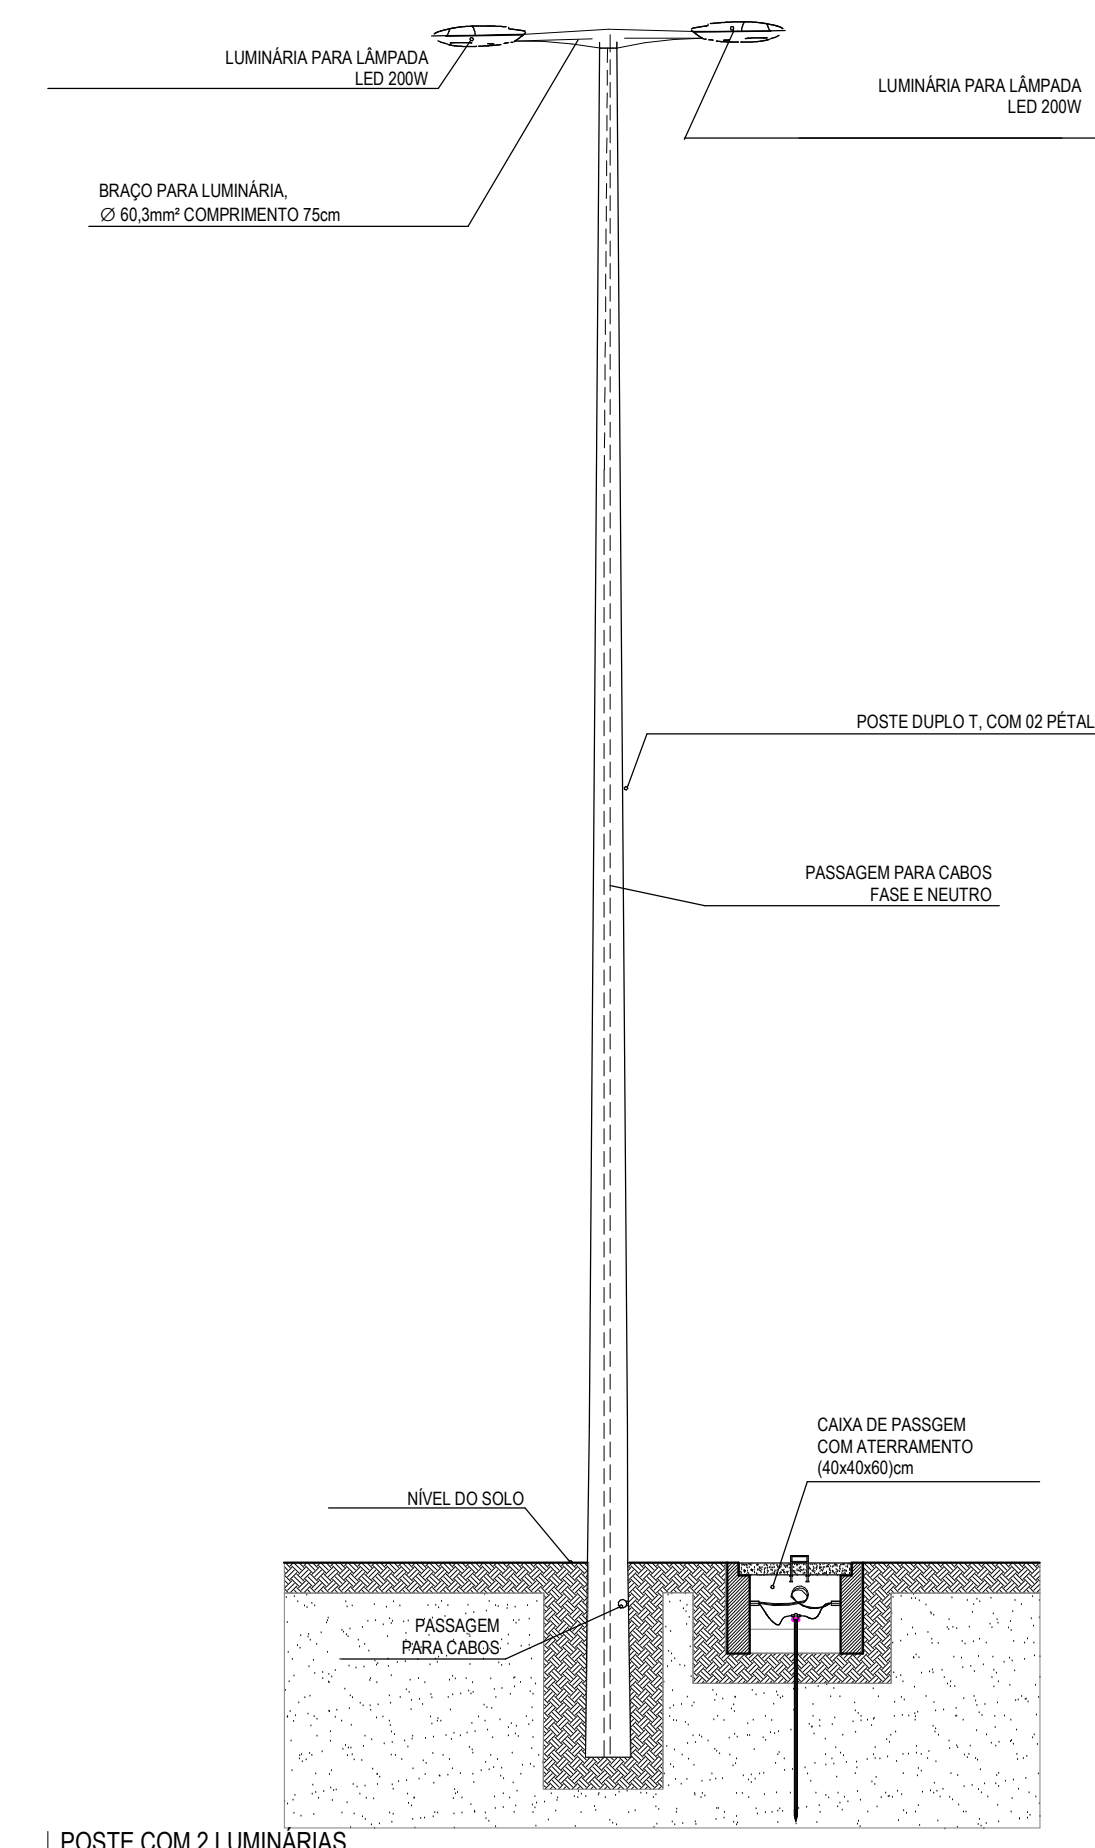 LUMINÁRIA PARA LÂMPADA
LED 200W
LUMINÁRIA PARA LÂMPADA
LED 200W
BRAÇO PARA LUMINÁRIA,
∅ 60,3mm² COMPRIMENTO 75cm
POSTE DUPLO T, COM 02 PÉTAL
PASSAGEM PARA CABOS
FASE E NEUTRO
CAIXA DE PASSGEM
COM ATERRAMENTO
(40x40x60)cm
NÍVEL DO SOLO
PASSAGEM
PARA CABOS
POSTE COM 2 LUMINÁRIAS